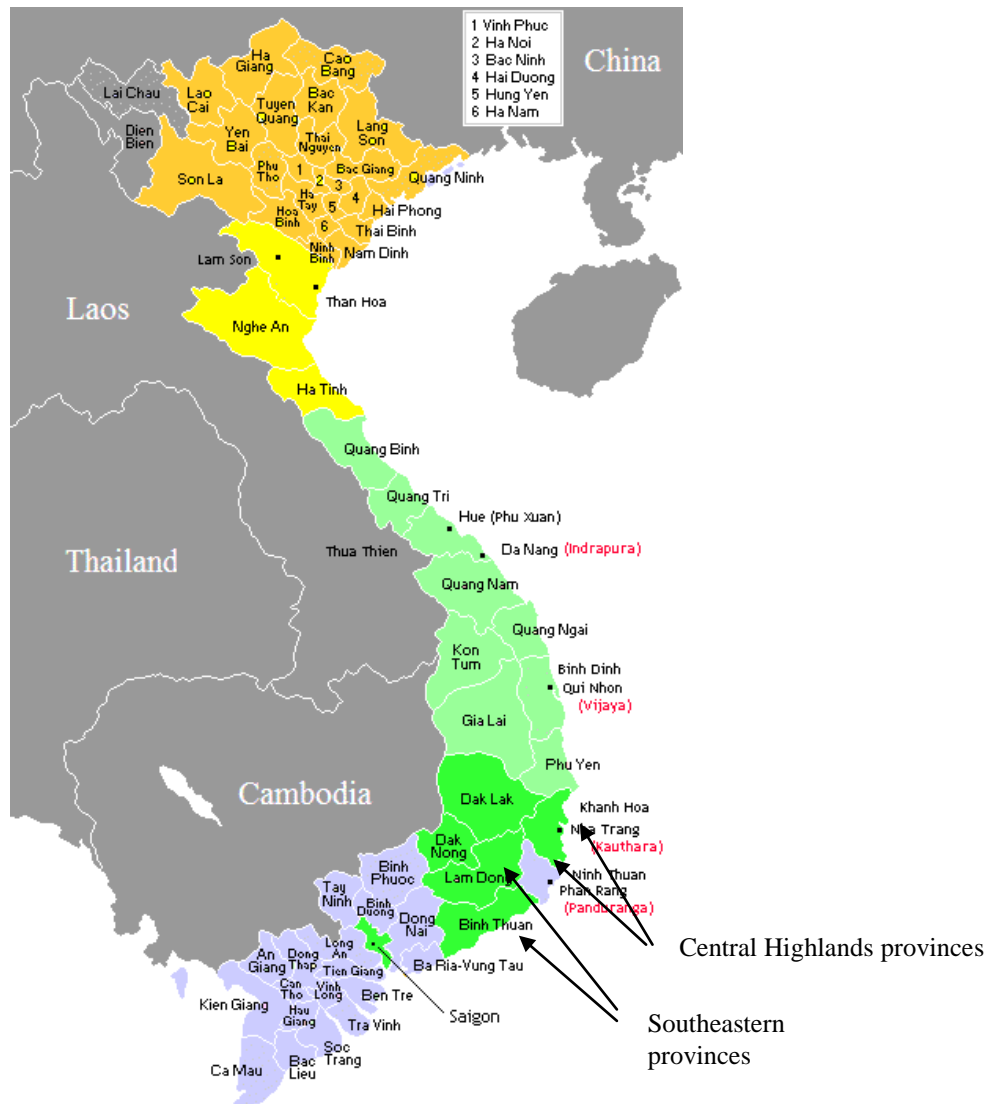 1 Vinh Phuc
2 Ha Noi
3 Bac Ninh
4 Hai Duong
5 Hung Yen
6 Ha Nam
China
Ha
Giang
Cao
Bang
Lai Chau
Lao
Cai
Tuyen
Quang
Bac
Kan
Dien
Bien
Yen
Bai
Thai
Nguyen
Lang
Son
Phu
Tho
1
2
3
Bac Giang
Quang Ninh
Son La
Ha
Tay
5
4
Hoa
Binh
6
Hai Phong
Thai Binh
Ninh
Binh
Nam Dinh
Lam Son
Than Hoa
Laos
Nghe An
Ha Tinh
Quang Binh
Quang Tri
Hue (Phu Xuan)
Thua Thien
Da Nang (Indrapura)
Thailand
Quang Nam
Quang Ngai
Kon
Tum
Binh Dinh
Qui Nhon
(Vijaya)
Gia Lai
Phu Yen
Cambodia
Dak Lak
Khanh Hoa
Nha Trang
(Kauthara)
Dak
Nong
Binh
Phuoc
Lam Dong
Ninh Thuan
Phan Rang
(Panduranga)
Tay
Ninh
Binh
Duong
Dong
Nai
Binh Thuan
Central Highlands provinces
An
Giang
Dong
Thap
Long
An
Tien Giang
Ba Ria-Vung Tau
Can
Tho
Vinh
Long
Ben Tre
Kien Giang
Hau
Giang
Tra Vinh
Saigon
Southeastern
provinces
Soc
Trang
Bac
Lieu
Ca Mau